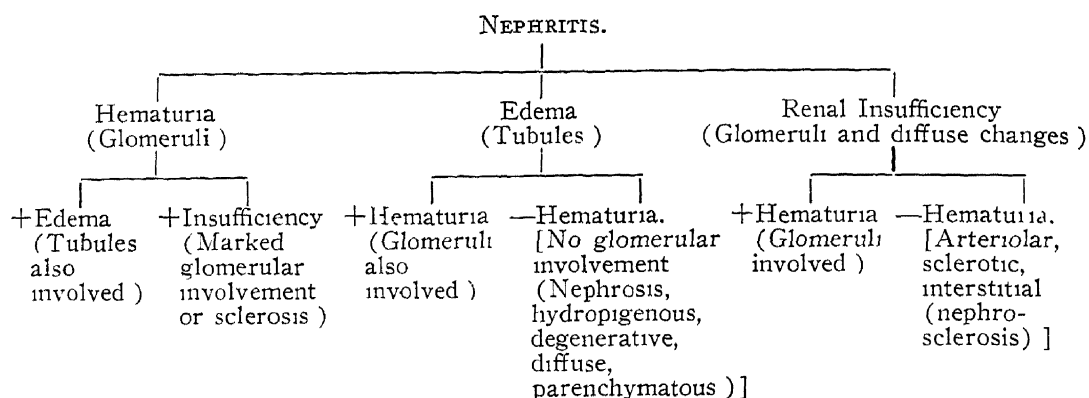 NEPHRITIS.
Hematuria
(Glomeruli)
Edema
(Tubules)
Renal Insufficiency
(Glomeruli and diffuse changes)
+Edema
(Tubules
also
involved)
+Insufficiency
(Marked
glomerular
involvement
or sclerosis)
+Hematuria
(Glomeruli
also
involved)
—Hematuria.
[No glomerular
involvement
(Nephrosis,
hydropigenous,
degenerative,
diffuse,
parenchymatous)]
+Hematuria
(Glomeruli
involved)
—Hematuria.
[Arteriolar,
sclerotic,
interstitial
(nephro-
sclerosis) ]